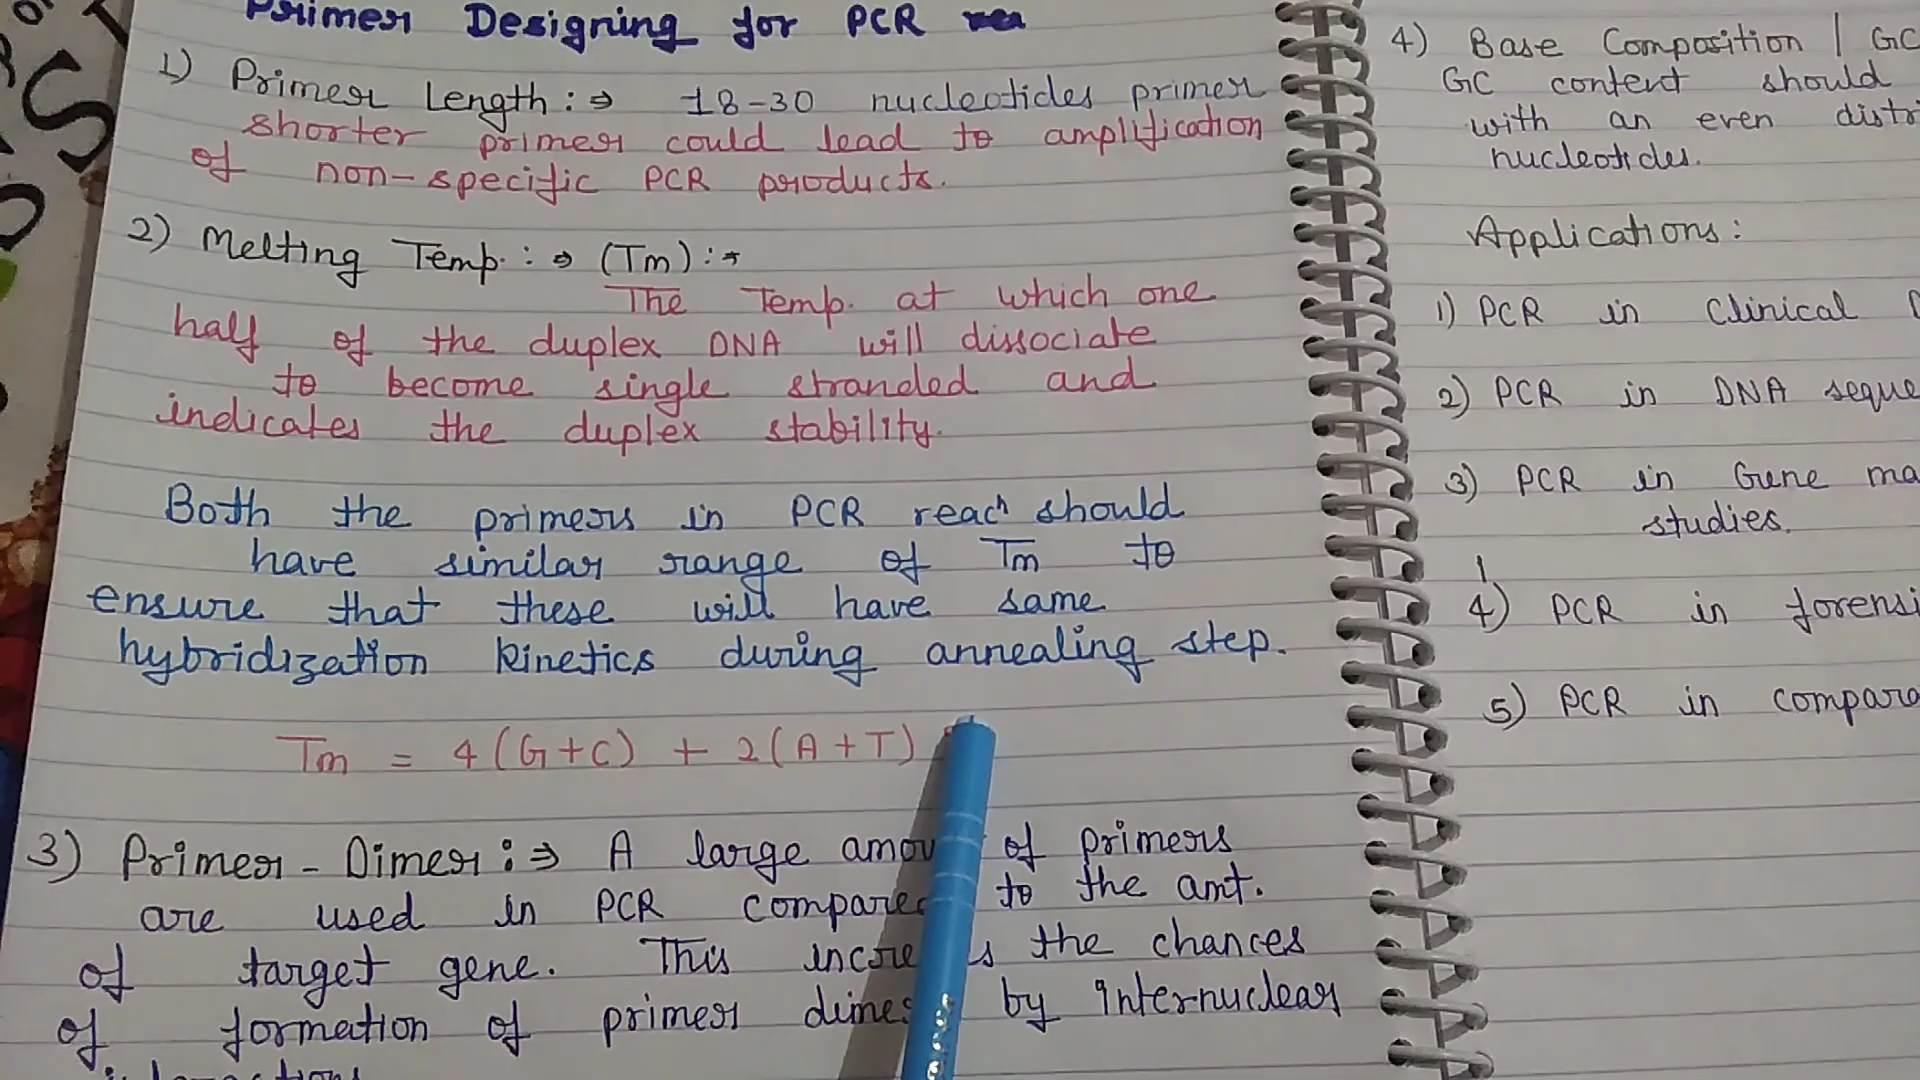 Primer Designing for PCR
1) Primer Length :⇒ 18-30 nucleotides primer
shorter primer could lead to amplification
of non-specific PCR products.
2) Melting Temp. :⇒ (Tm) :→
The Temp. at which one
half of the duplex DNA will dissociate
to become single stranded and
indicates the duplex stability.
Both the primers in PCR reacn should
have similar range of Tm to
ensure that these will have same
hybridization kinetics during annealing step.
Tm = 4(G+C) + 2(A+T)
3) Primer - Dimer :⇒ A large amou of primers
are used in PCR compared to the amt.
of target gene. This incre s the chances
of formation of primer dimes by internuclear
4) Base Composition / GC
GC content should
with an even distri
nucleotides.
Applications :
1) PCR in Clinical
2) PCR in DNA seque
3) PCR in Gene ma
studies.
4) PCR in forensi
5) PCR in compara